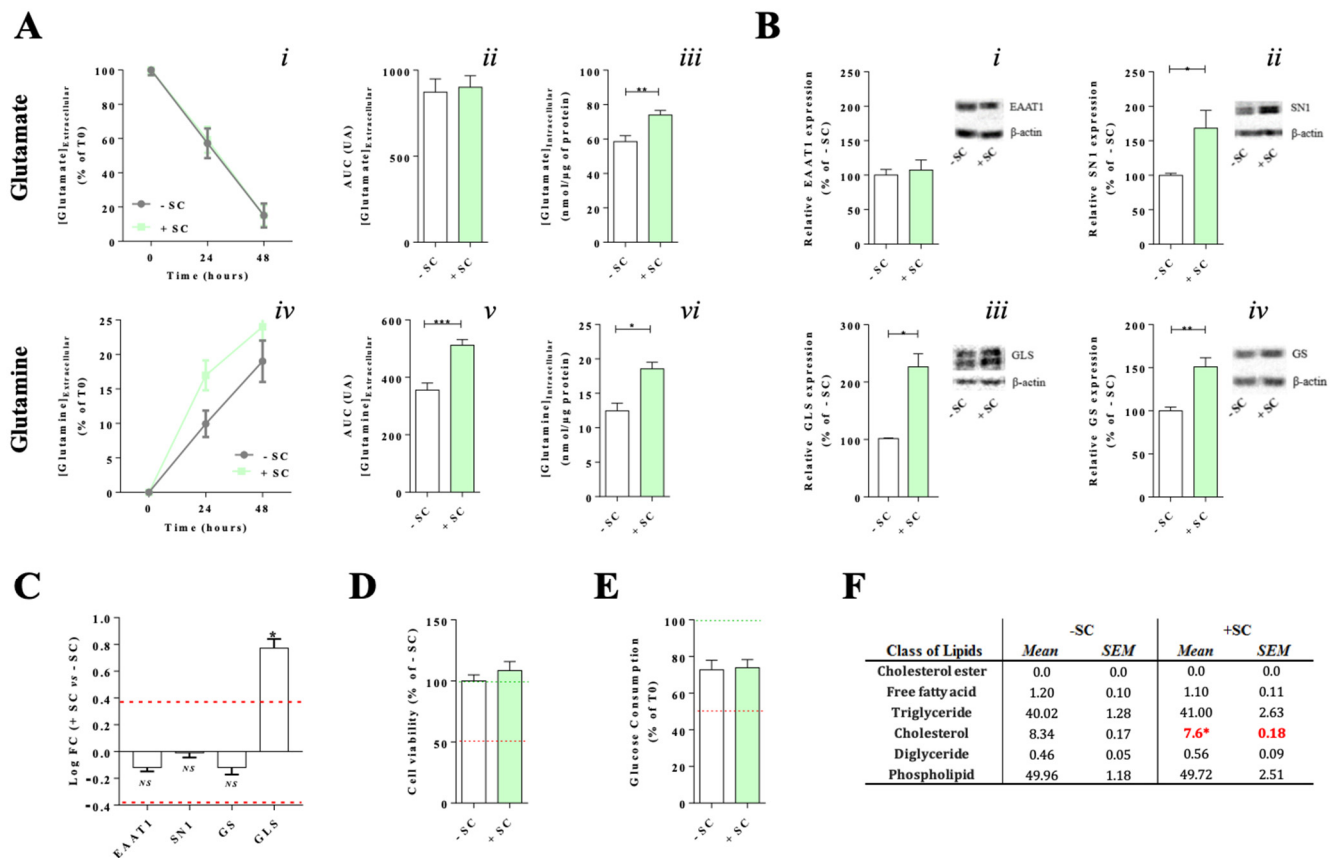 A
B
Glutamate
i
[Glutamate]Extracellular
(% of T0)
100
80
60
40
20
0
- SC
+ SC
0 24 48
Time (hours)
ii
AUC (UA)
[Glutamate]Extracellular
1000
500
0
- SC + SC
iii
[Glutamate]Intracellular
(nmol/μg of protein)
100
80
60
40
20
0
**
- SC + SC
i
Relative EAAT1 expression
(% of - SC)
250
200
150
100
50
0
- SC + SC
EAAT1
β-actin
- SC + SC
ii
Relative SN1 expression
(% of - SC)
250
200
150
100
50
0
*
- SC + SC
SN1
β-actin
- SC + SC
Glutamine
iv
[Glutamine]Extracellular
(% of T0)
25
20
15
10
5
0
- SC
+ SC
0 24 48
Time (hours)
v
AUC (UA)
[Glutamine]Extracellular
600
400
200
0
***
- SC + SC
vi
[Glutamine]Intracellular
(nmol/μg protein)
25
20
15
10
5
0
*
- SC + SC
iii
Relative GLS expression
(% of - SC)
300
200
100
0
*
- SC + SC
GLS
β-actin
- SC + SC
iv
Relative GS expression
(% of - SC)
200
150
100
50
0
**
- SC + SC
GS
β-actin
- SC + SC
C
Log FC (+ SC vs - SC)
1.0
0.8
0.6
0.4
0.2
-0.0
-0.2
-0.4
NS NS NS *
EAAT1 SN1 GS GLS
D
Cell viability (% of - SC)
150
100
50
0
- SC + SC
E
Glucose Consumption
(% of T0)
100
80
60
40
20
0
- SC + SC
F
-SC +SC
Class of Lipids Mean SEM Mean SEM
Cholesterol ester 0.0 0.0 0.0 0.0
Free fatty acid 1.20 0.10 1.10 0.11
Triglyceride 40.02 1.28 41.00 2.63
Cholesterol 8.34 0.17 7.6* 0.18
Diglyceride 0.46 0.05 0.56 0.09
Phospholipid 49.96 1.18 49.72 2.51